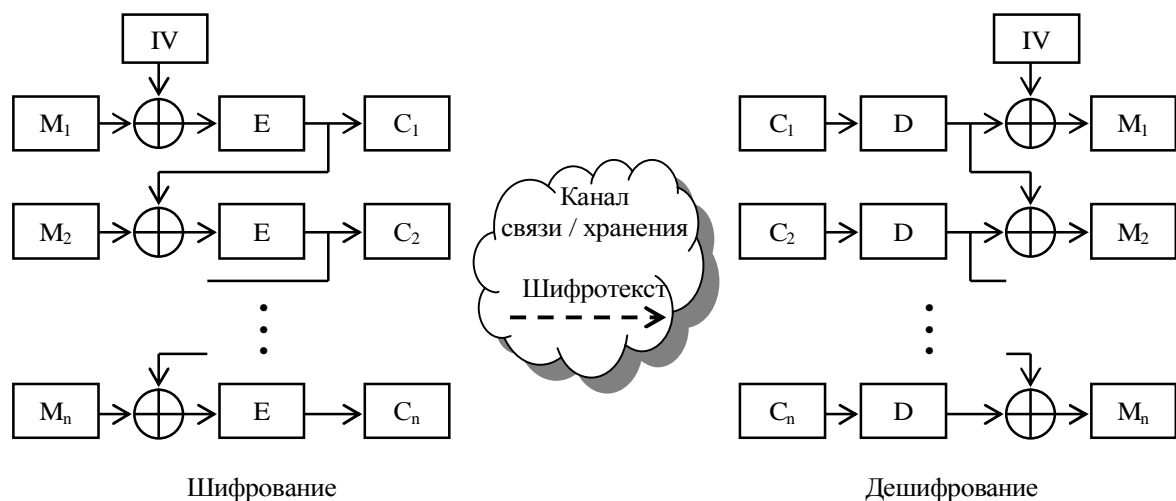 IV
M₁
E
C₁
M₂
E
C₂
Mₙ
E
Cₙ
Шифрование
Канал
связи / хранения
Шифротекст
IV
C₁
D
M₁
C₂
D
M₂
Cₙ
D
Mₙ
Дешифрование